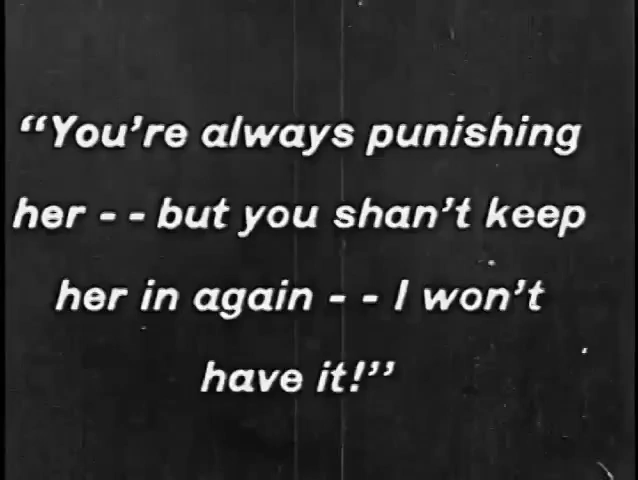 “You’re always punishing
her - - but you shan’t keep
her in again - - I won’t
have it!”